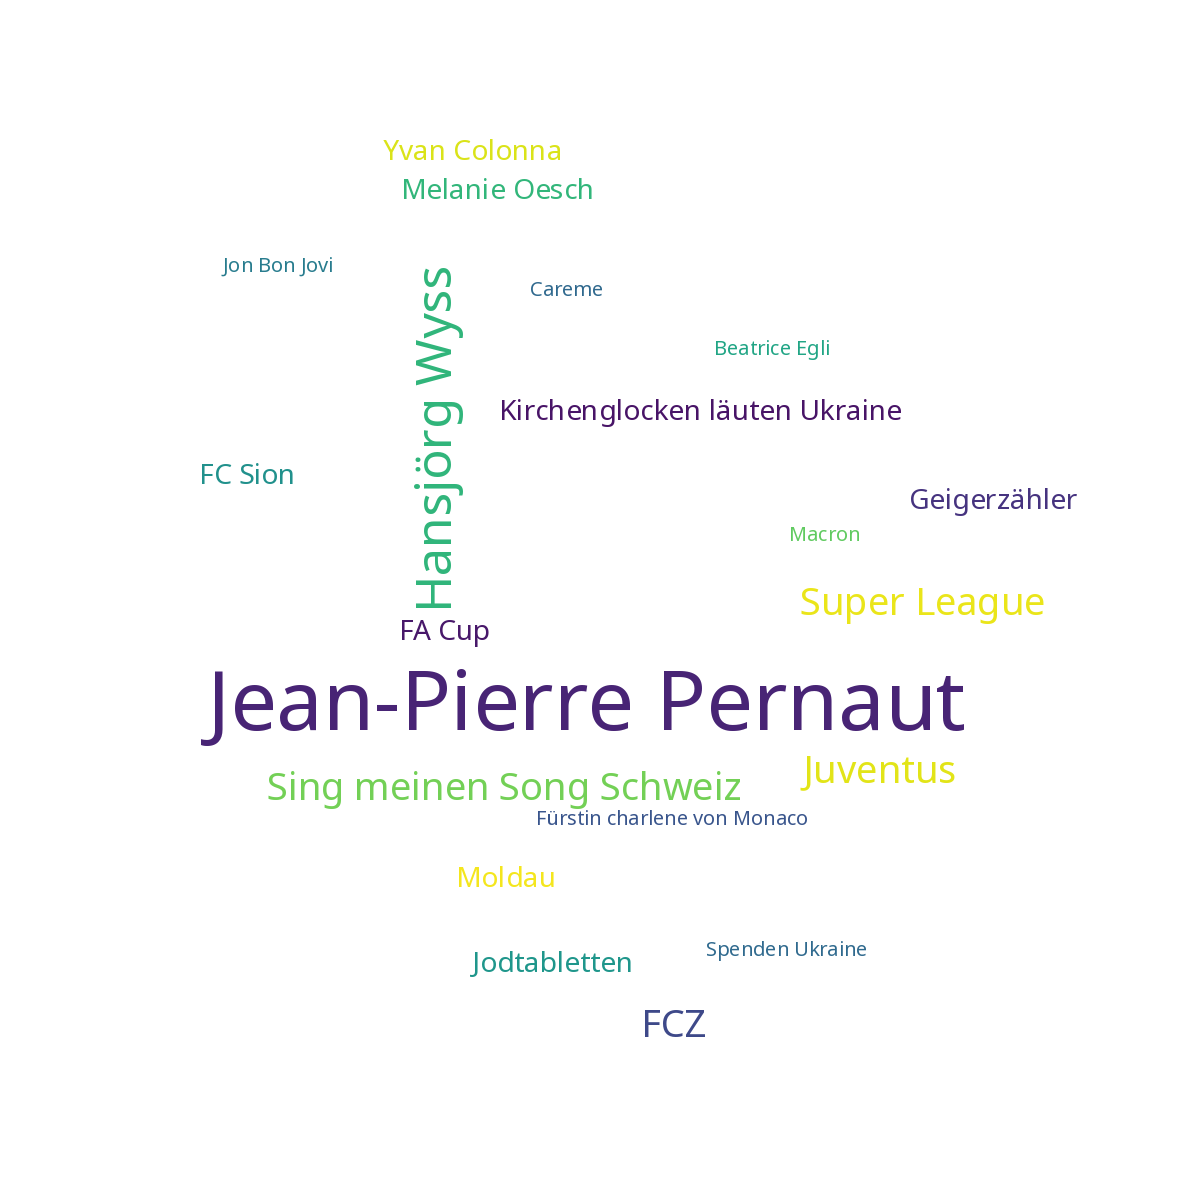 Yvan Colonna
Melanie Oesch
Jon Bon Jovi
Hansjörg Wyss
Careme
Beatrice Egli
Kirchenglocken läuten Ukraine
FC Sion
Geigerzähler
Macron
Super League
FA Cup
Jean-Pierre Pernaut
Juventus
Sing meinen Song Schweiz
Fürstin charlene von Monaco
Moldau
Spenden Ukraine
Jodtabletten
FCZ